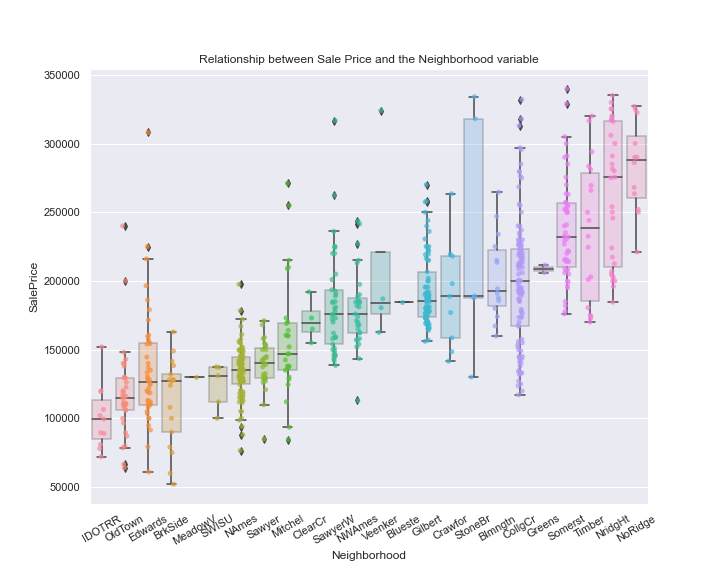 Relationship between Sale Price and the Neighborhood variable
350000
300000
250000
200000
150000
100000
50000
SalePrice
IDOTRR
OldTown
Edwards
BrkSide
MeadowV
SWISU
NAmes
Sawyer
Mitchel
ClearCr
SawyerW
NWAmes
Veenker
Blueste
Gilbert
Crawfor
StoneBr
Blmngtn
CollgCr
Greens
Somerst
Timber
NridgHt
NoRidge
Neighborhood